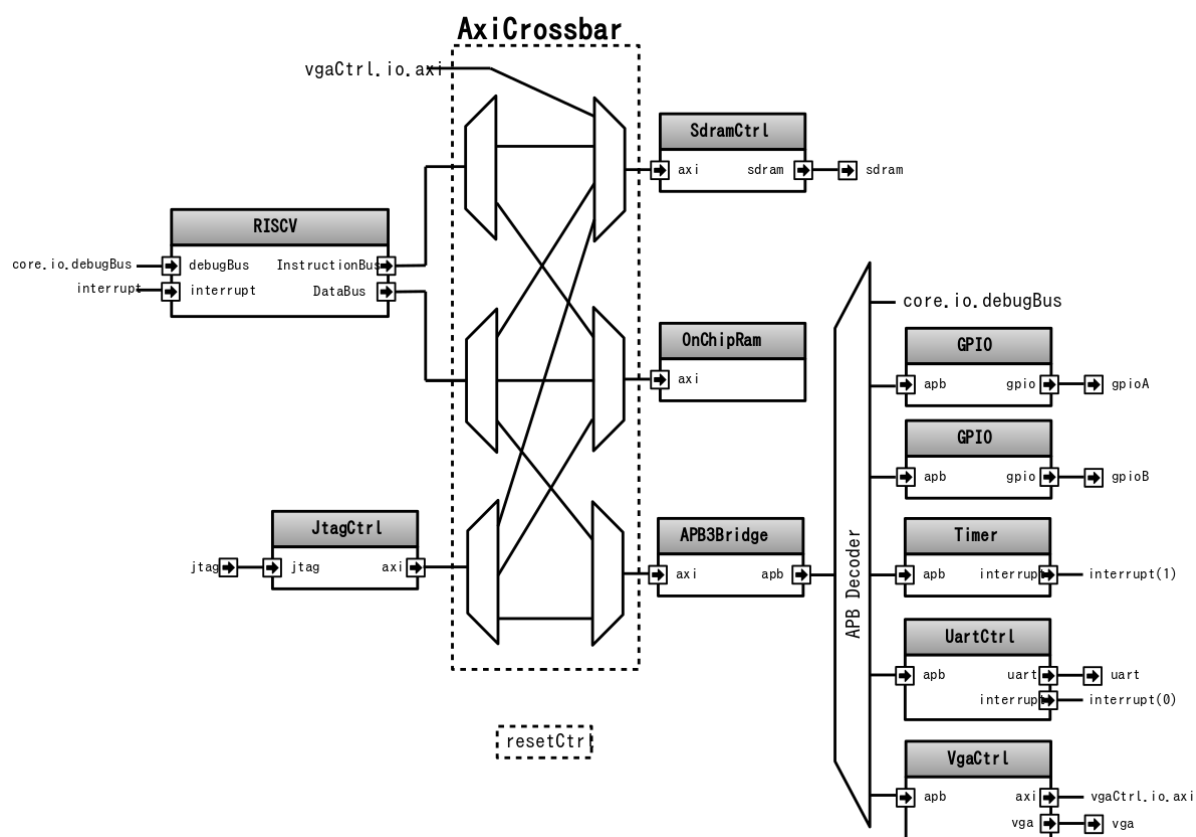 AxiCrossbar
vgaCtrl.io.axi
SdramCtrl
axi sdram
sdram
RISCV
core.io.debugBus
debugBus InstructionBus
interrupt
interrupt DataBus
core.io.debugBus
OnChipRam
axi
GPIO
apb gpio
gpioA
GPIO
apb gpio
gpioB
JtagCtrl
jtag
jtag axi
APB3Bridge
axi apb
APB Decoder
Timer
apb interrupt
interrupt(1)
UartCtrl
apb uart
uart
interrupt
interrupt(0)
resetCtrl
VgaCtrl
apb axi
vgaCtrl.io.axi
vga
vga